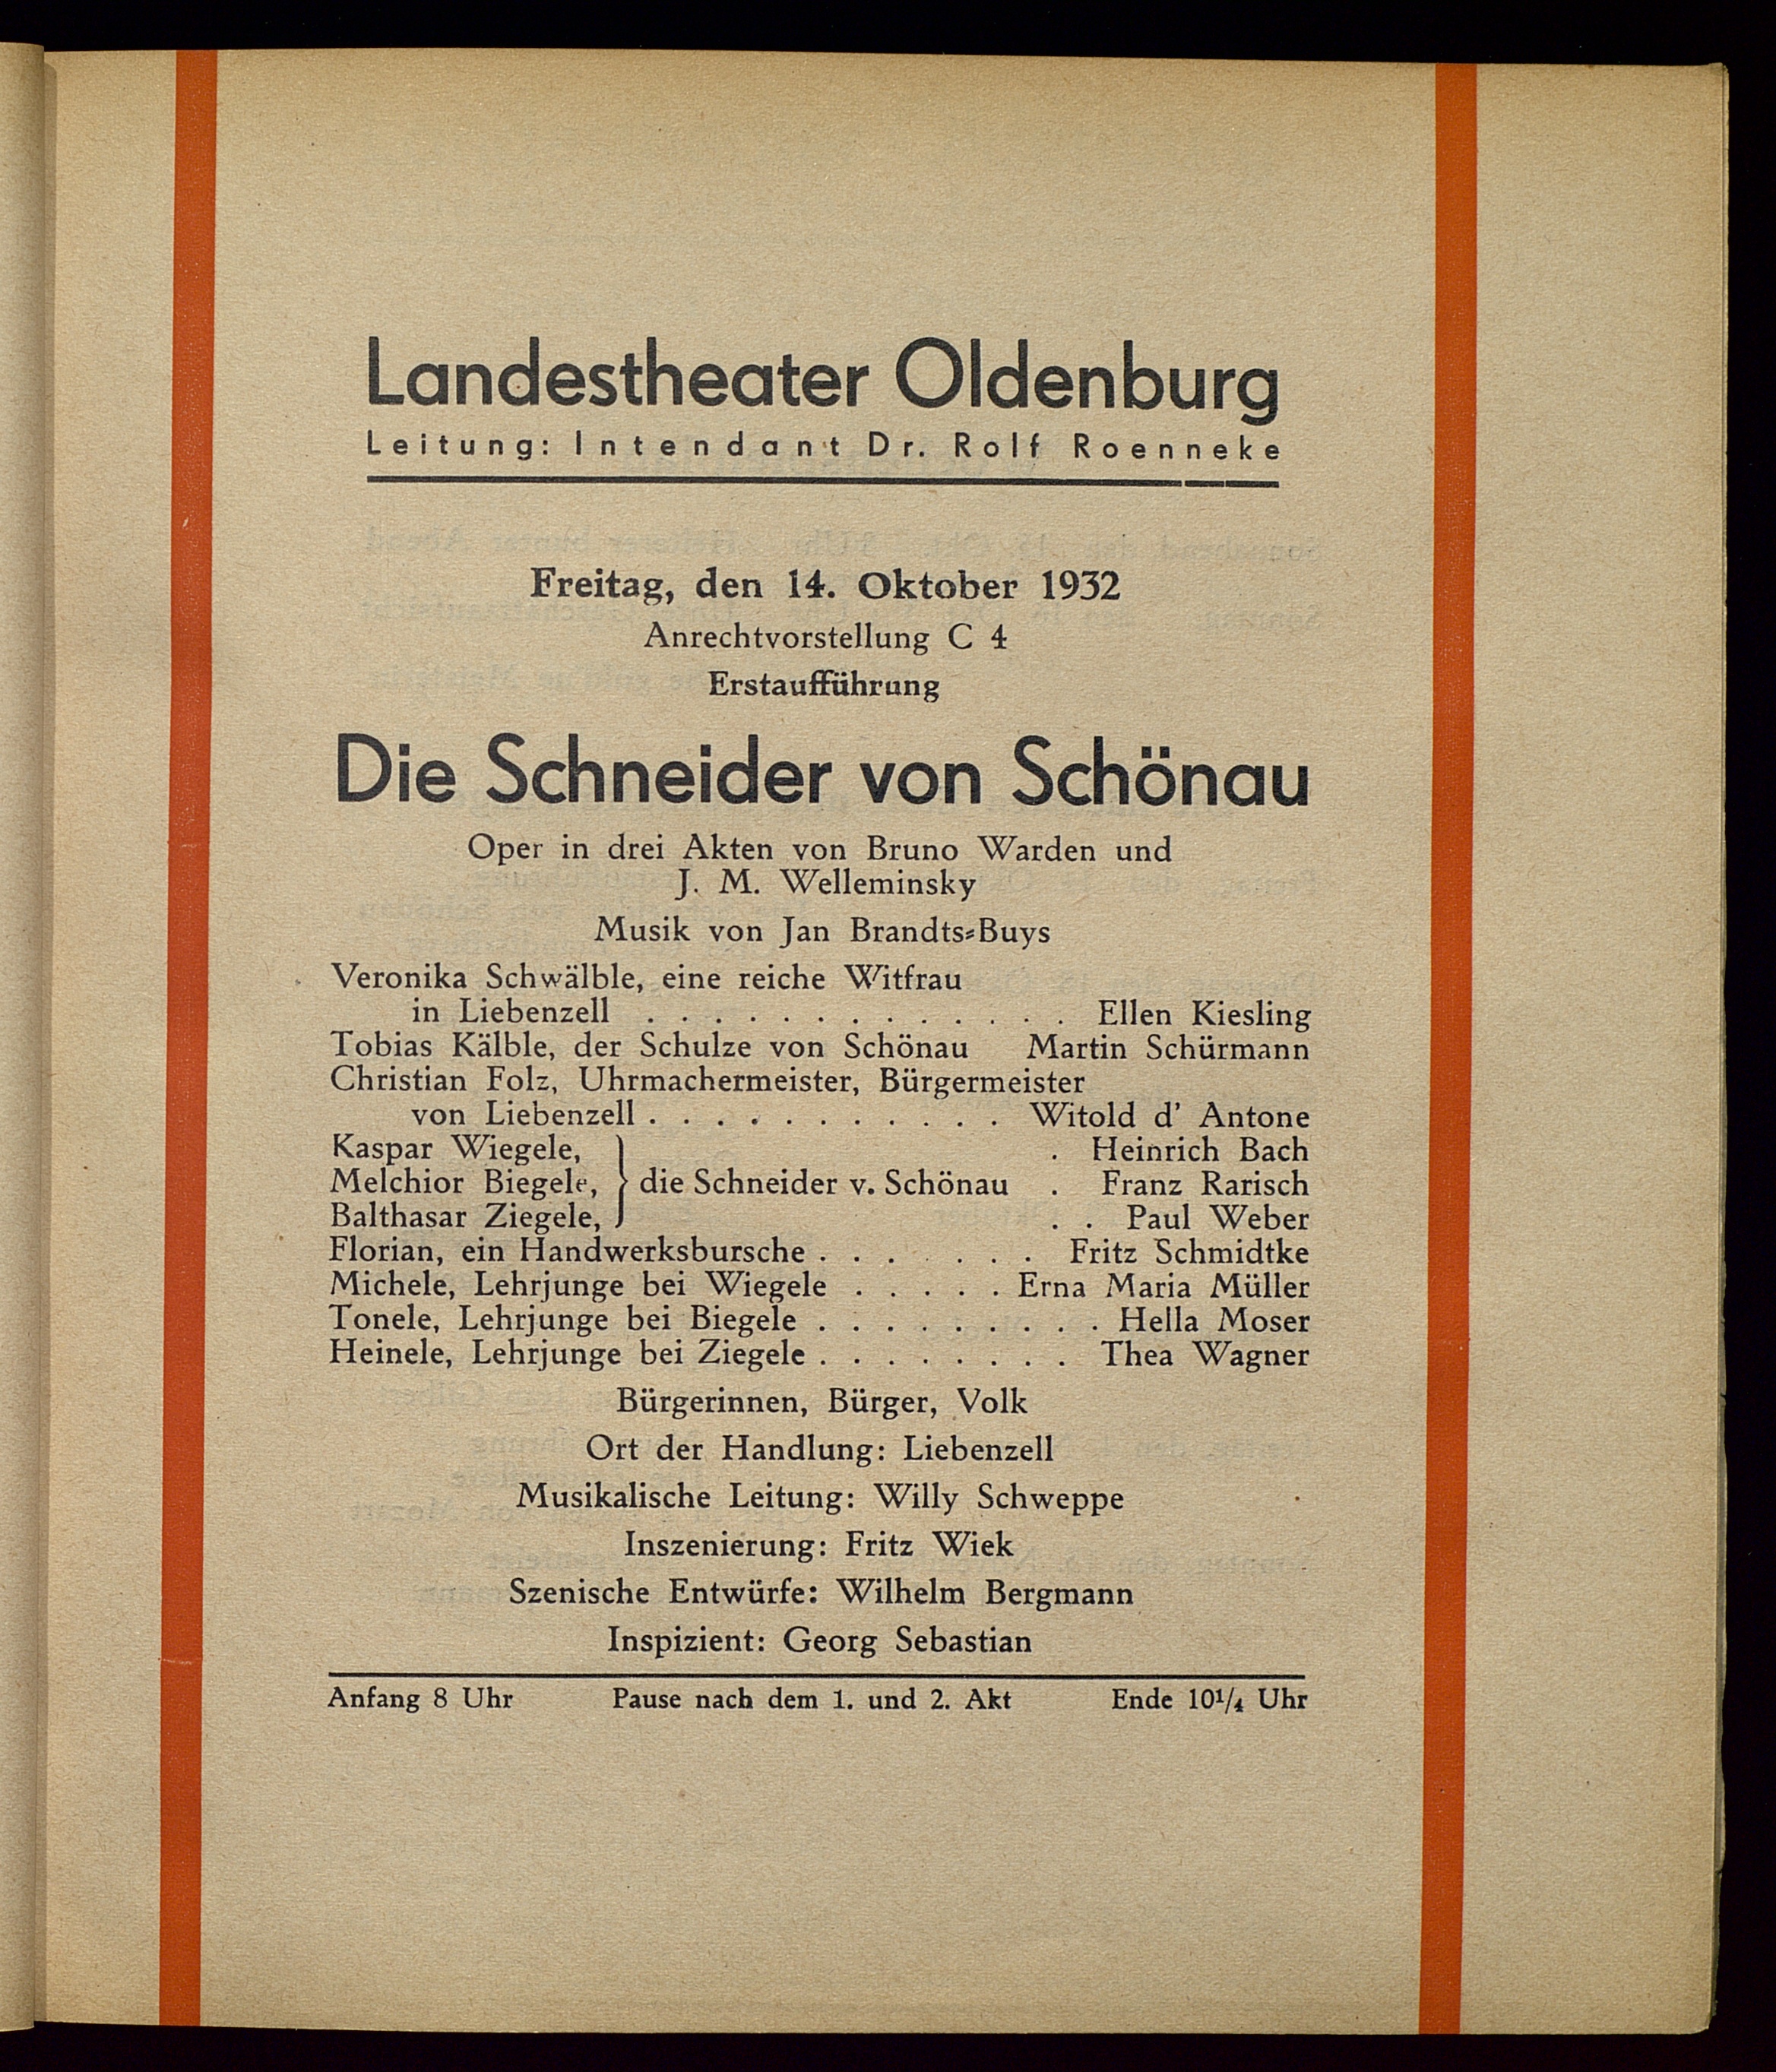 Landestheater Oldenburg
Leitung: Intendant Dr. Rolf Roenneke
Freitag, den 14. Oktober 1932
Anrechtvorstellung C 4
Erstaufführung
Die Schneider von Schönau
Oper in drei Akten von Bruno Warden und
J. M. Welleminsky
Musik von Jan Brandts-Buys
Veronika Schwälble, eine reiche Witfrau
in Liebenzell . . . . . . . . . . . . . Ellen Kiesling
Tobias Kälble, der Schulze von Schönau Martin Schürmann
Christian Folz, Uhrmachermeister, Bürgermeister
von Liebenzell . . . . . . . . . . . Witold d' Antone
Kaspar Wiegele, . Heinrich Bach
Melchior Biegele, } die Schneider v. Schönau . Franz Rarisch
Balthasar Ziegele, . . Paul Weber
Florian, ein Handwerksbursche . . . . . . Fritz Schmidtke
Michele, Lehrjunge bei Wiegele . . . . . Erna Maria Müller
Tonele, Lehrjunge bei Biegele . . . . . . . . . Hella Moser
Heinele, Lehrjunge bei Ziegele . . . . . . . . Thea Wagner
Bürgerinnen, Bürger, Volk
Ort der Handlung: Liebenzell
Musikalische Leitung: Willy Schweppe
Inszenierung: Fritz Wiek
Szenische Entwürfe: Wilhelm Bergmann
Inspizient: Georg Sebastian
Anfang 8 Uhr Pause nach dem 1. und 2. Akt Ende 10¼ Uhr